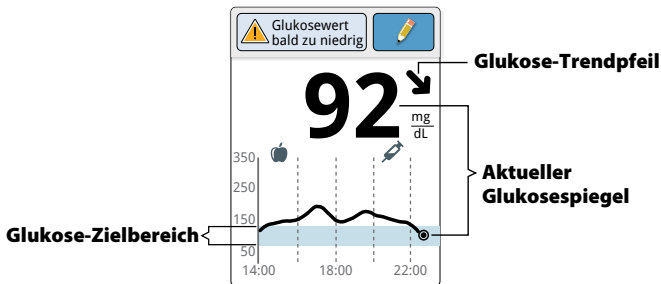 Glukosewert
bald zu niedrig
Glukose-Trendpfeil
92
mg
dL
Aktueller
Glukosespiegel
350
250
150
50
Glukose-Zielbereich
14:00 18:00 22:00